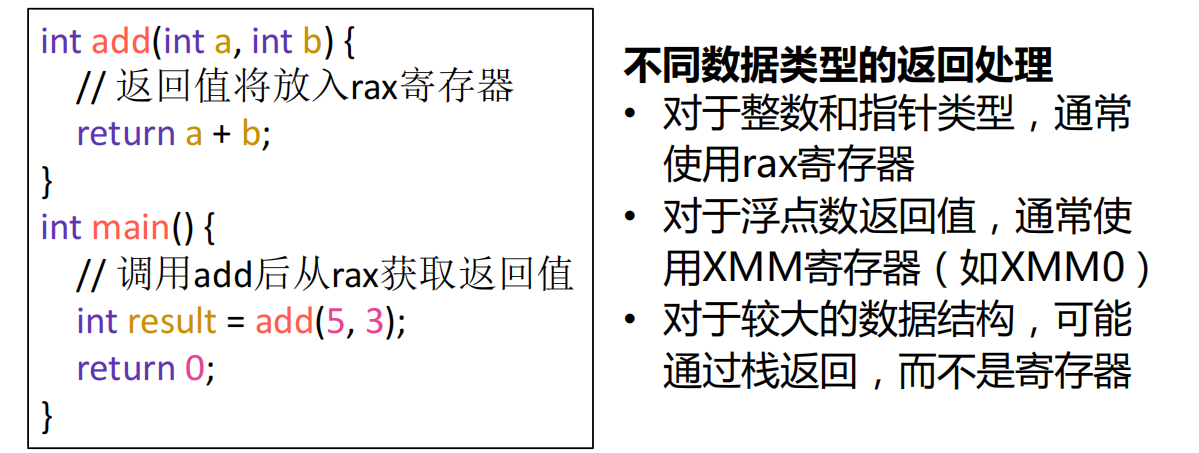 int add(int a, int b) {
// 返回值将放入rax寄存器
return a + b;
}
int main() {
// 调用add后从rax获取返回值
int result = add(5, 3);
return 0;
}
不同数据类型的返回处理
• 对于整数和指针类型，通常
使用rax寄存器
• 对于浮点数返回值，通常使
用XMM寄存器（如XMM0）
• 对于较大的数据结构，可能
通过栈返回，而不是寄存器